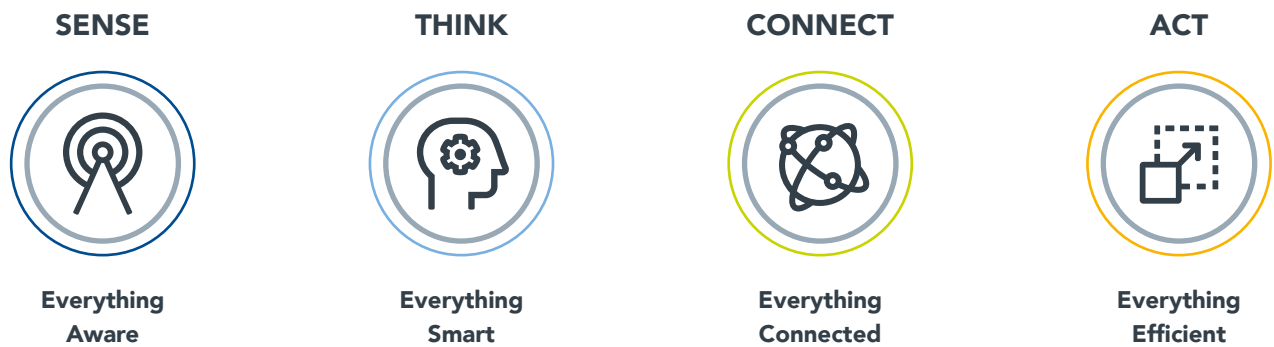 SENSE
THINK
CONNECT
ACT
Everything
Aware
Everything
Smart
Everything
Connected
Everything
Efficient